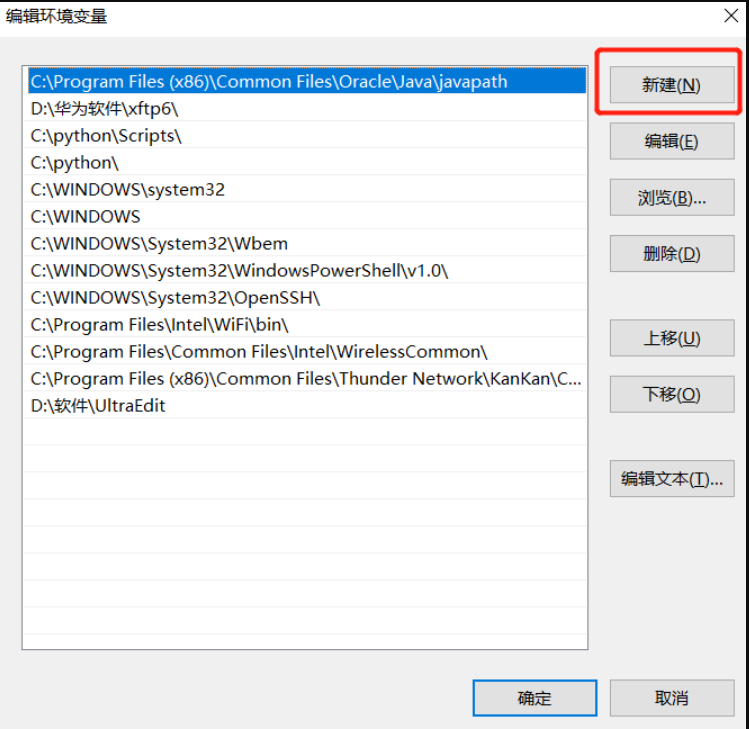 编辑环境变量
C:\Program Files (x86)\Common Files\Oracle\Java\javapath
D:\华为软件\xftp6\
C:\python\Scripts\
C:\python\
C:\WINDOWS\system32
C:\WINDOWS
C:\WINDOWS\System32\Wbem
C:\WINDOWS\System32\WindowsPowerShell\v1.0\
C:\WINDOWS\System32\OpenSSH\
C:\Program Files\Intel\WiFi\bin\
C:\Program Files\Common Files\Intel\WirelessCommon\
C:\Program Files (x86)\Common Files\Thunder Network\KanKan\C...
D:\软件\UltraEdit
新建(N)
编辑(E)
浏览(B)...
删除(D)
上移(U)
下移(O)
编辑文本(T)...
确定
取消